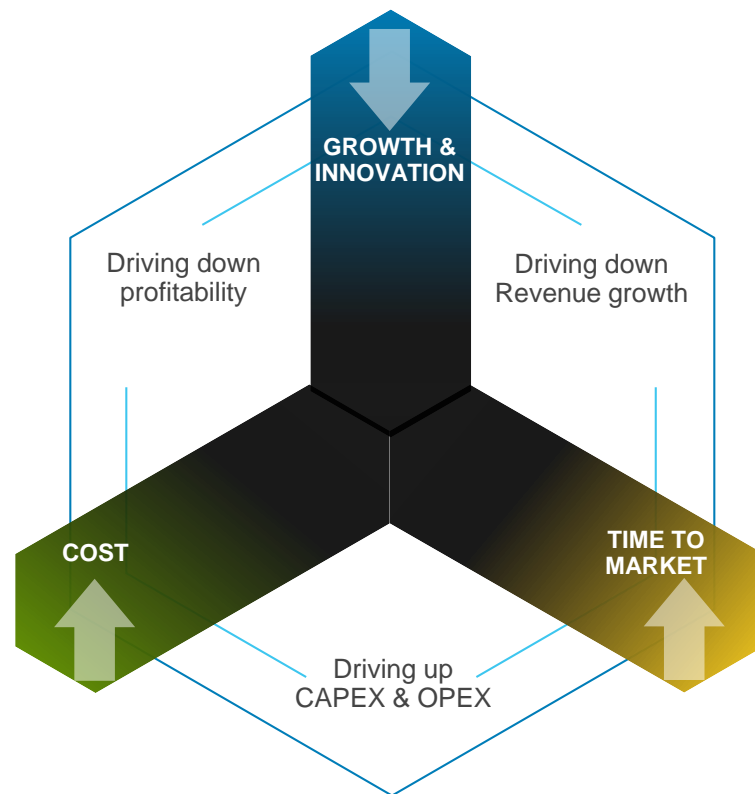 GROWTH &
INNOVATION
Driving down
profitability
Driving down
Revenue growth
COST
TIME TO
MARKET
Driving up
CAPEX & OPEX